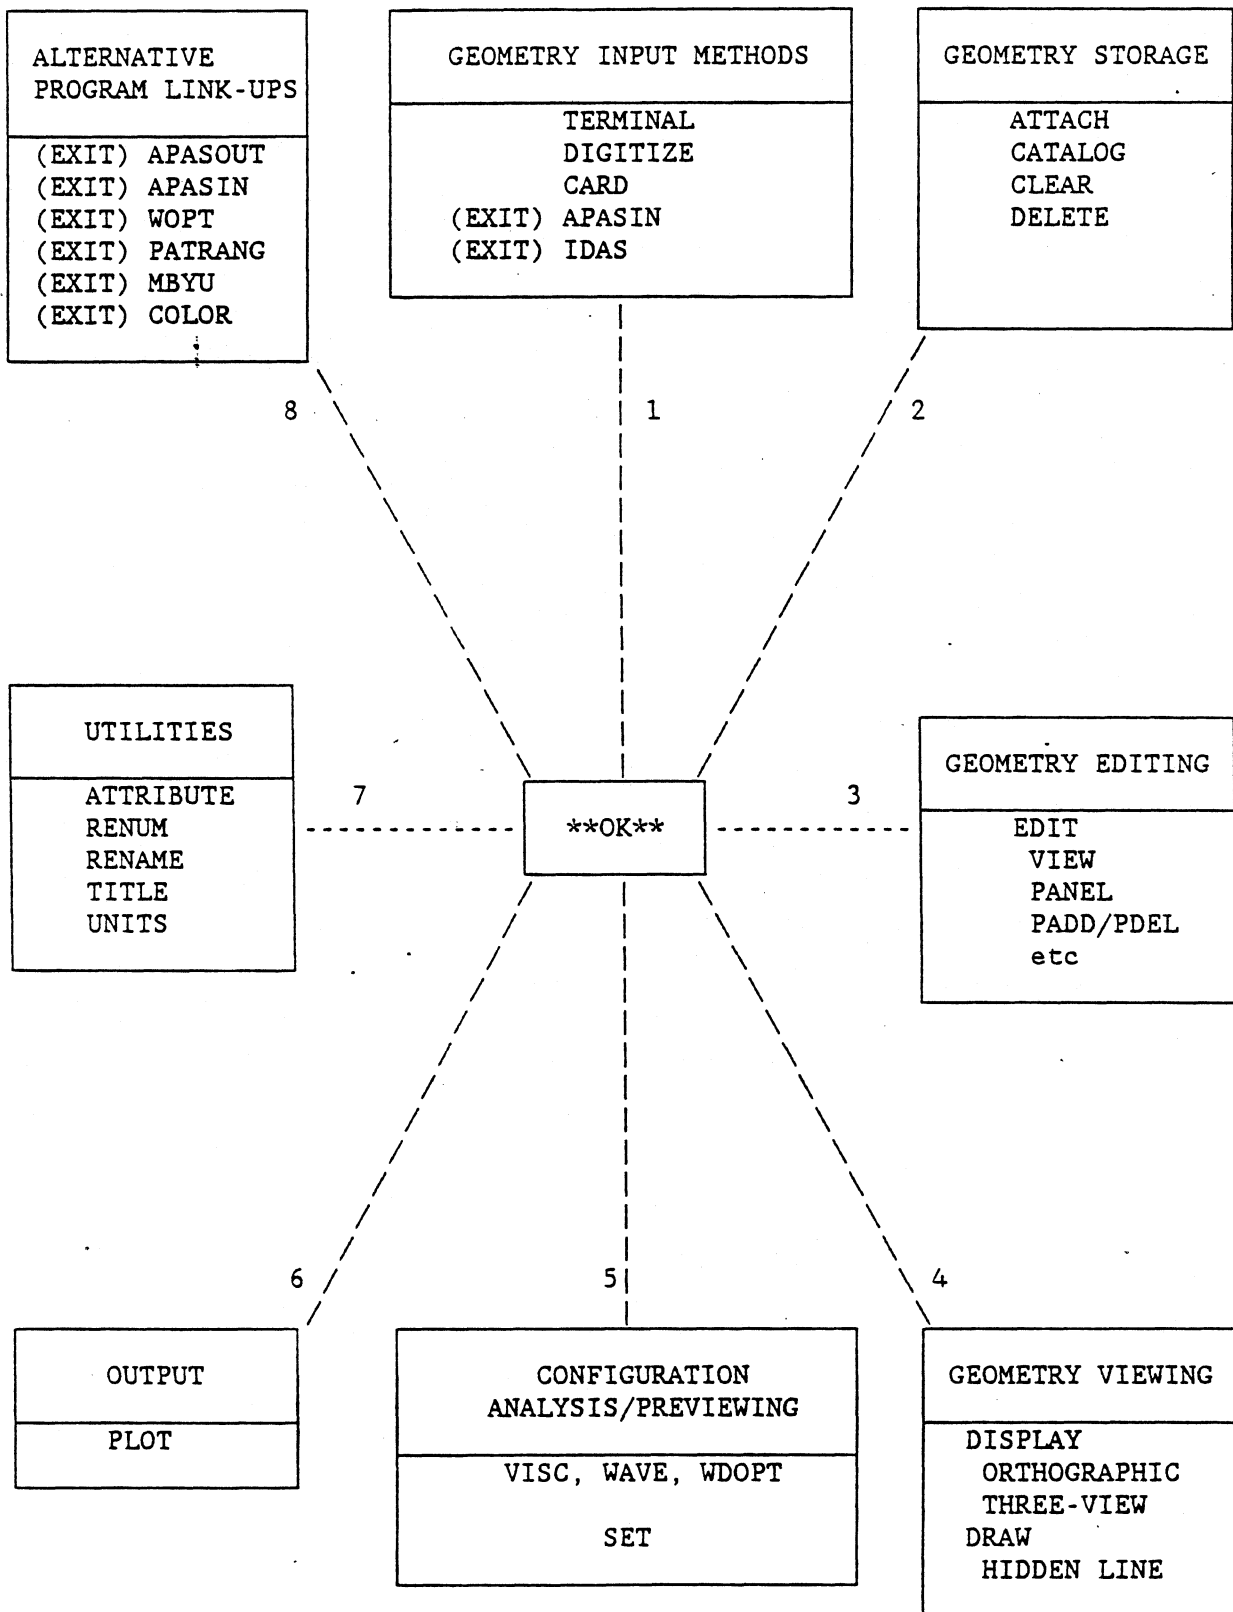 ALTERNATIVE
PROGRAM LINK-UPS
(EXIT) APASOUT
(EXIT) APASIN
(EXIT) WOPT
(EXIT) PATRANG
(EXIT) MBYU
(EXIT) COLOR
GEOMETRY INPUT METHODS
TERMINAL
DIGITIZE
CARD
(EXIT) APASIN
(EXIT) IDAS
GEOMETRY STORAGE
ATTACH
CATALOG
CLEAR
DELETE
8
1
2
UTILITIES
ATTRIBUTE
RENUM
RENAME
TITLE
UNITS
7
**OK**
3
GEOMETRY EDITING
EDIT
VIEW
PANEL
PADD/PDEL
etc
6
5
4
OUTPUT
PLOT
CONFIGURATION
ANALYSIS/PREVIEWING
VISC, WAVE, WDOPT
SET
GEOMETRY VIEWING
DISPLAY
ORTHOGRAPHIC
THREE-VIEW
DRAW
HIDDEN LINE